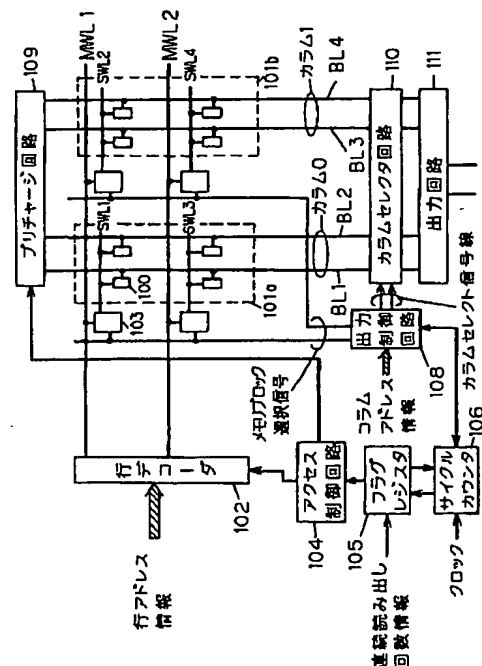 109
プリチャージ回路
MWL1
SWL2
MWL2
SWL4
101b
SWL1
SWL3
100
103
101a
カラム1
BL4
BL3
カラム0
BL2
BL1
110
カラムセレクタ回路
111
出力回路
カラムセレクト信号線
メモリブロック
選択信号
出力
制御回路
108
コラム
アドレス
情報
行デコーダ
102
行アドレス
情報
アクセス
制御回路
104
フラグ
レジスタ
105
サイクル
カウンタ
106
連続読み出し
回数情報
クロック